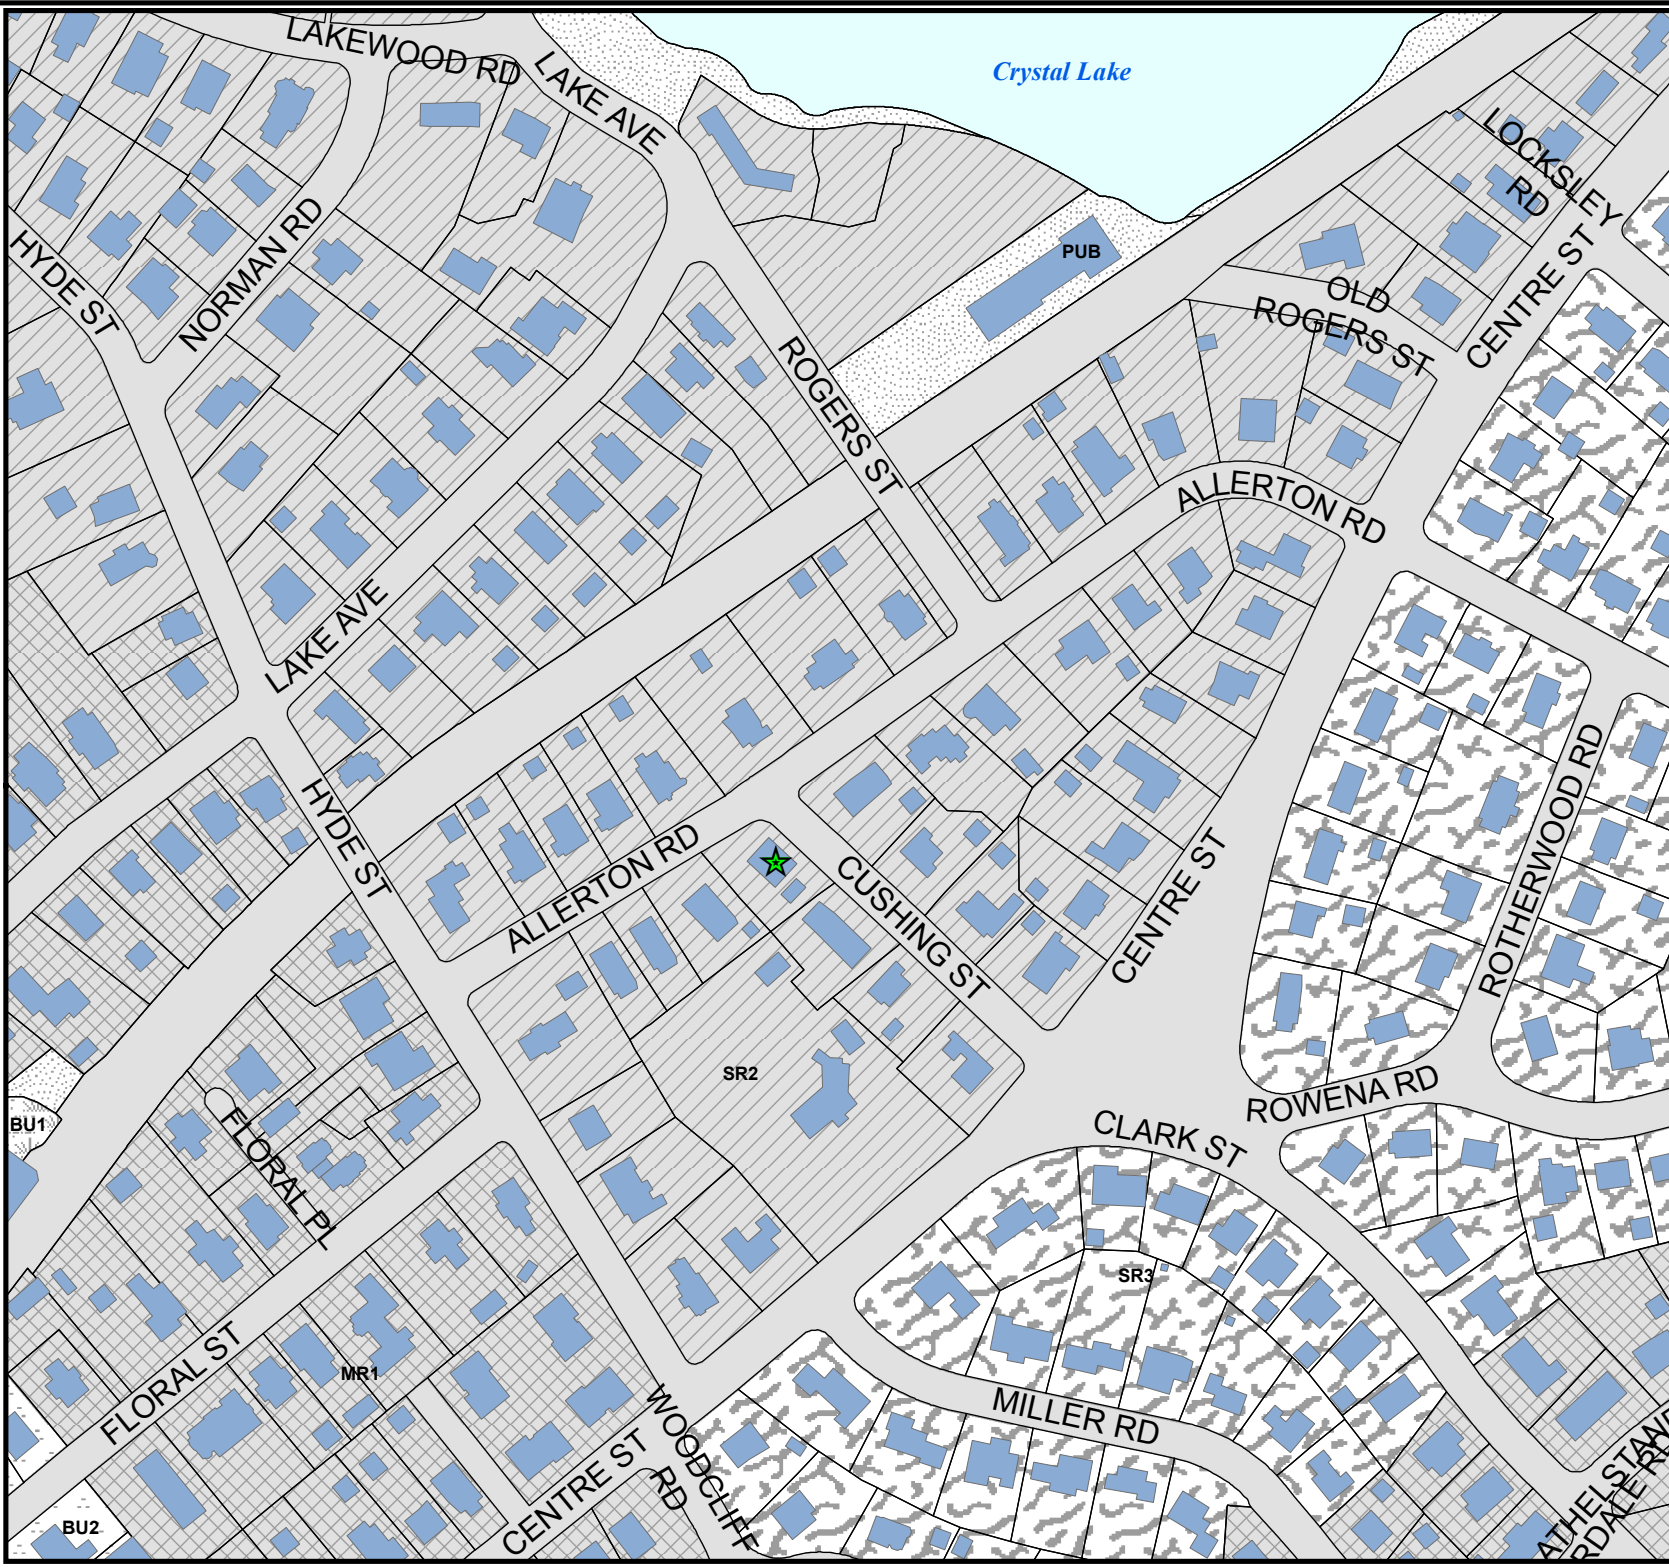 LAKEWOOD RD
LAKE AVE
Crystal Lake
LOCKSLEY
RD
HYDE ST
NORMAN RD
PUB
CENTRE ST
OLD
ROGERS ST
ROGERS ST
ALLERTON RD
LAKE AVE
HYDE ST
ALLERTON RD
CUSHING ST
CENTRE ST
ROTHERWOOD RD
SR2
BU1
FLORAL PL
ROWENA RD
CLARK ST
SR3
FLORAL ST
MR1
MILLER RD
WOODCLIFF
RD
CENTRE ST
BU2